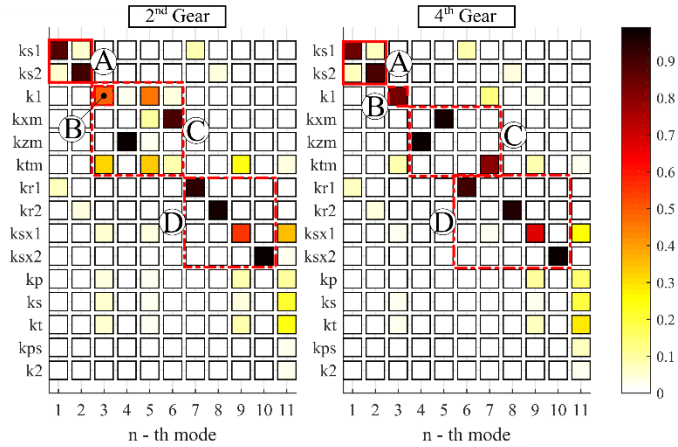 2nd Gear
4th Gear
ks1
ks2
k1
kxm
kzm
ktm
kr1
kr2
ksx1
ksx2
kp
ks
kt
kps
k2
A
B
C
D
1 2 3 4 5 6 7 8 9 10 11
n - th mode
ks1
ks2
k1
kxm
kzm
ktm
kr1
kr2
ksx1
ksx2
kp
ks
kt
kps
k2
A
B
C
D
1 2 3 4 5 6 7 8 9 10 11
n - th mode
0.9
0.8
0.7
0.6
0.5
0.4
0.3
0.2
0.1
0